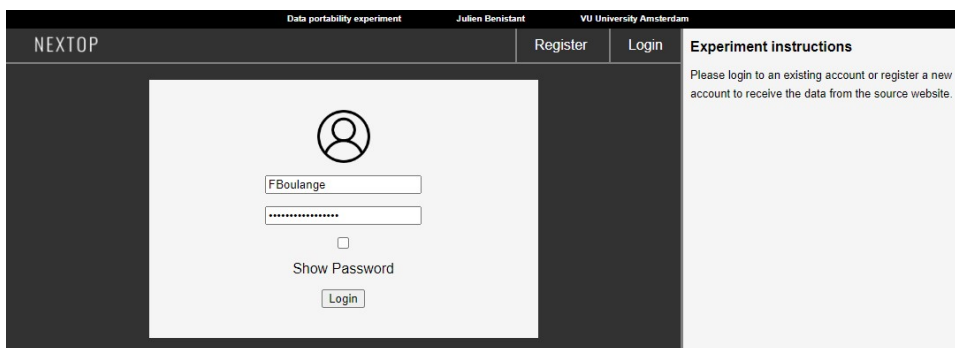 Data portability experiment Julien Benistant VU University Amsterdam
NEXTOP Register Login
FBoulange
•••••••••••••••••
Show Password
Login
Experiment instructions
Please login to an existing account or register a new
account to receive the data from the source website.